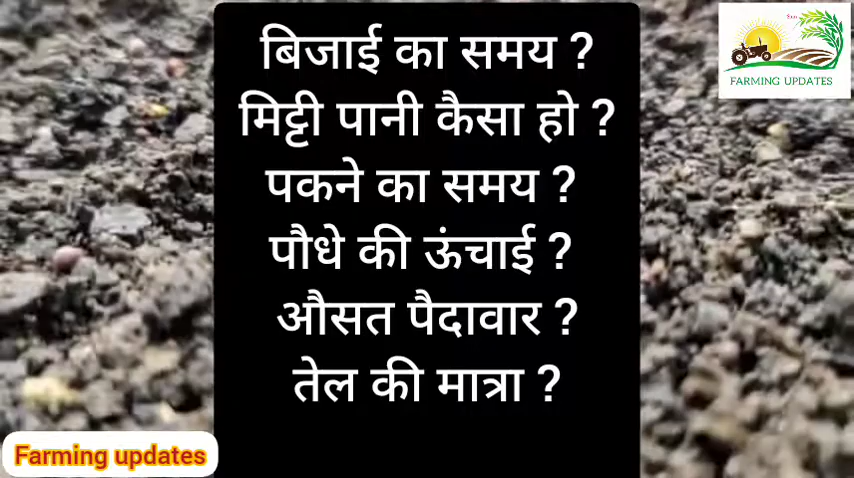 बिजाई का समय ?
मिट्टी पानी कैसा हो ?
पकने का समय ?
पौधे की ऊंचाई ?
औसत पैदावार ?
तेल की मात्रा ?
FARMING UPDATES
Farming updates